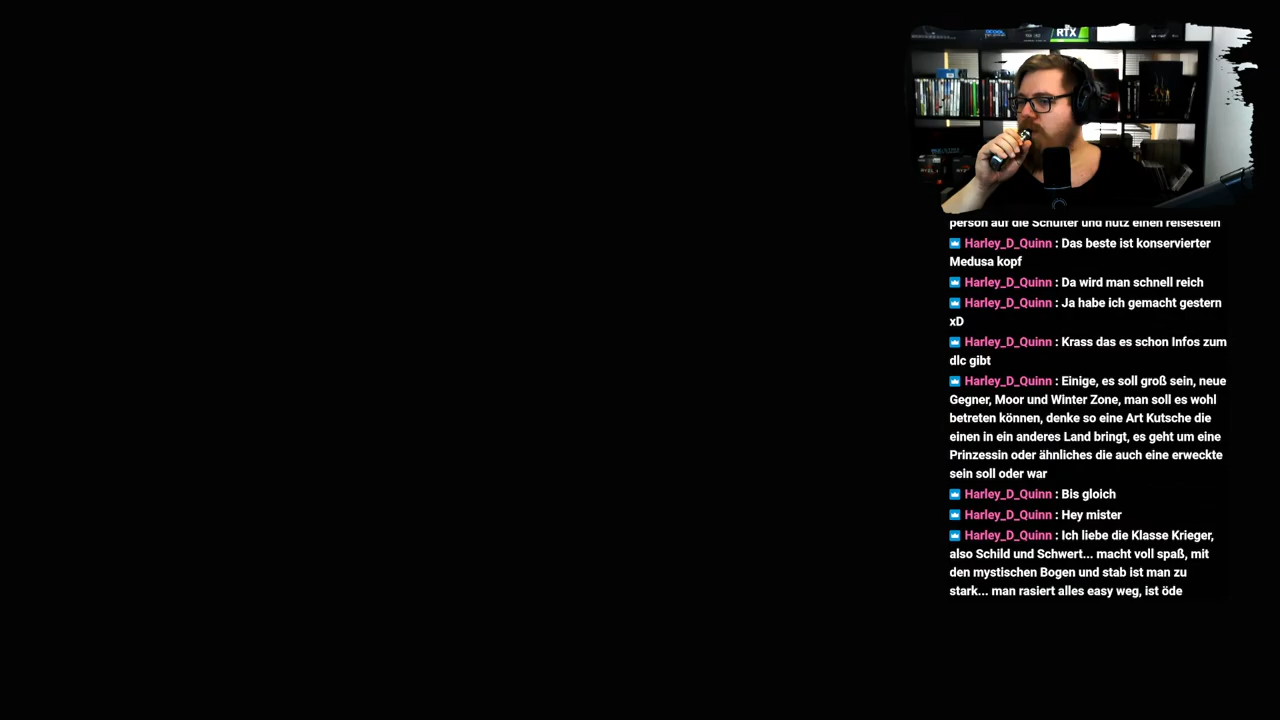 RTX
person auf die Schulter und nutz einen reisestein
Harley_D_Quinn : Das beste ist konservierter
Medusa kopf
Harley_D_Quinn : Da wird man schnell reich
Harley_D_Quinn : Ja habe ich gemacht gestern
xD
Harley_D_Quinn : Krass das es schon Infos zum
dlc gibt
Harley_D_Quinn : Einige, es soll groß sein, neue
Gegner, Moor und Winter Zone, man soll es wohl
betreten können, denke so eine Art Kutsche die
einen in ein anderes Land bringt, es geht um eine
Prinzessin oder ähnliches die auch eine erweckte
sein soll oder war
Harley_D_Quinn : Bis gloich
Harley_D_Quinn : Hey mister
Harley_D_Quinn : Ich liebe die Klasse Krieger,
also Schild und Schwert... macht voll spaß, mit
den mystischen Bogen und stab ist man zu
stark... man rasiert alles easy weg, ist öde